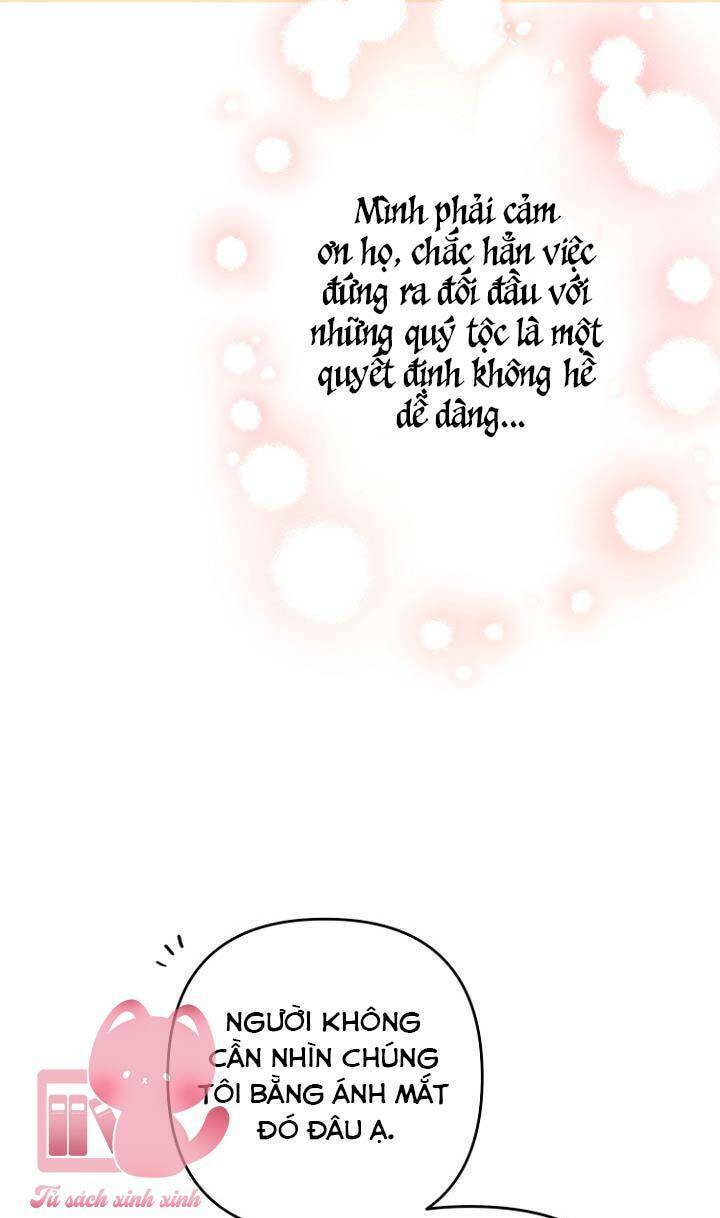 Mình phải cảm
ơn họ, chắc hẳn việc
đứng ra đối đầu với
những quý tộc là một
quyết định không hề
dễ dâng...
NGƯỜI KHÔNG
CẦN NHÌN CHÚNG
TÔI BẰNG ÁNH MẮT
ĐÓ ĐÂU Ạ.
Tủ sách xinh xinh